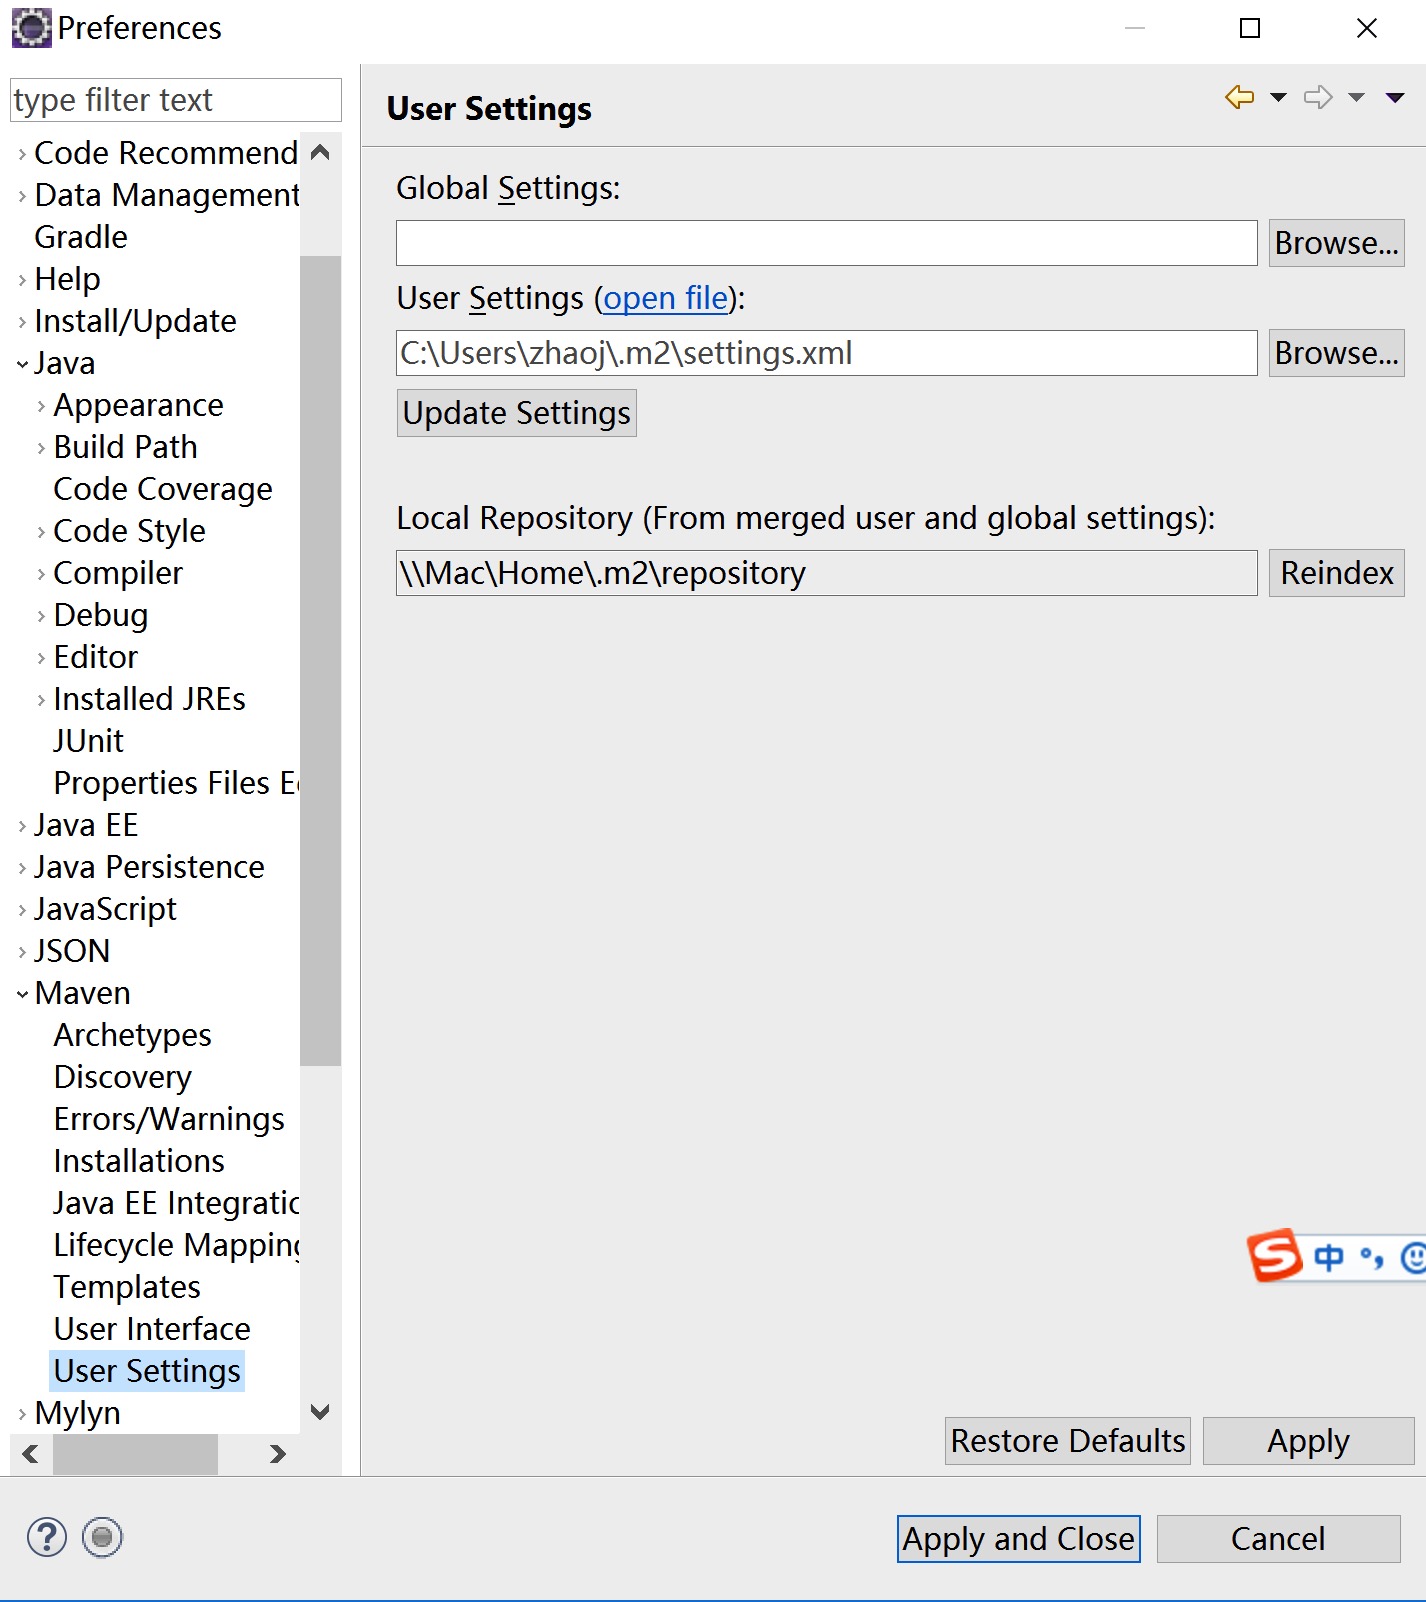 Preferences
type filter text
Code Recommend
Data Management
Gradle
Help
Install/Update
Java
Appearance
Build Path
Code Coverage
Code Style
Compiler
Debug
Editor
Installed JREs
JUnit
Properties Files E
Java EE
Java Persistence
JavaScript
JSON
Maven
Archetypes
Discovery
Errors/Warnings
Installations
Java EE Integratio
Lifecycle Mapping
Templates
User Interface
User Settings
Mylyn
User Settings
Global Settings:
Browse...
User Settings (open file):
C:\Users\zhaoj\.m2\settings.xml
Browse...
Update Settings
Local Repository (From merged user and global settings):
\\Mac\Home\.m2\repository
Reindex
S 中 °,
Restore Defaults
Apply
?
Apply and Close
Cancel